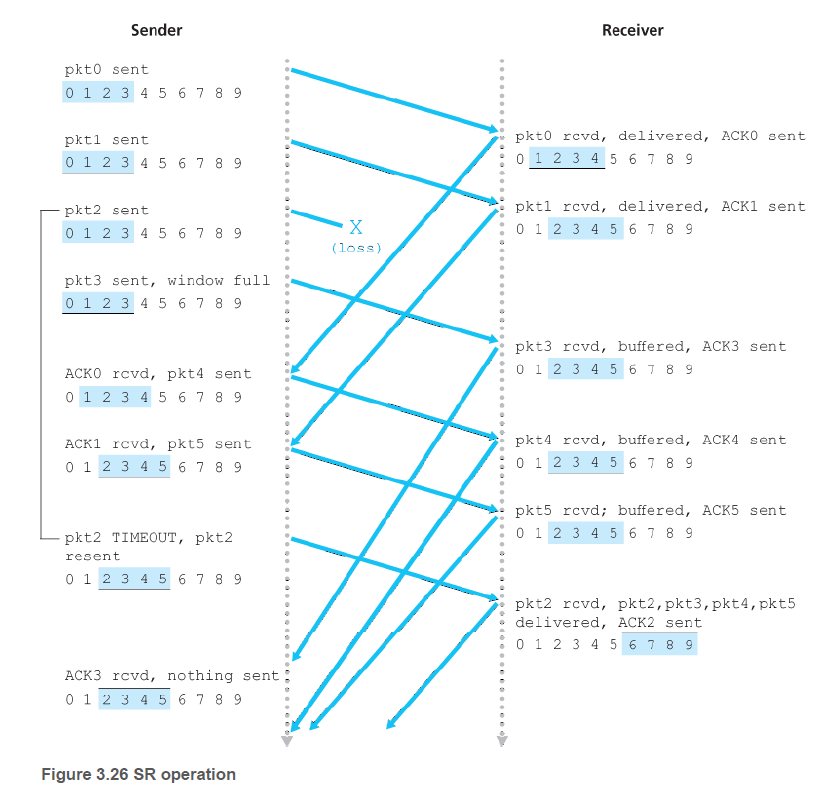 Sender
Receiver
pkt0 sent
0 1 2 3 4 5 6 7 8 9
pkt0 rcvd, delivered, ACK0 sent
0 1 2 3 4 5 6 7 8 9
pkt1 sent
0 1 2 3 4 5 6 7 8 9
pkt1 rcvd, delivered, ACK1 sent
0 1 2 3 4 5 6 7 8 9
pkt2 sent
0 1 2 3 4 5 6 7 8 9
X
(loss)
pkt3 sent, window full
0 1 2 3 4 5 6 7 8 9
pkt3 rcvd, buffered, ACK3 sent
0 1 2 3 4 5 6 7 8 9
ACK0 rcvd, pkt4 sent
0 1 2 3 4 5 6 7 8 9
pkt4 rcvd, buffered, ACK4 sent
0 1 2 3 4 5 6 7 8 9
ACK1 rcvd, pkt5 sent
0 1 2 3 4 5 6 7 8 9
pkt5 rcvd; buffered, ACK5 sent
0 1 2 3 4 5 6 7 8 9
pkt2 TIMEOUT, pkt2
resent
0 1 2 3 4 5 6 7 8 9
pkt2 rcvd, pkt2,pkt3,pkt4,pkt5
delivered, ACK2 sent
0 1 2 3 4 5 6 7 8 9
ACK3 rcvd, nothing sent
0 1 2 3 4 5 6 7 8 9
Figure 3.26 SR operation